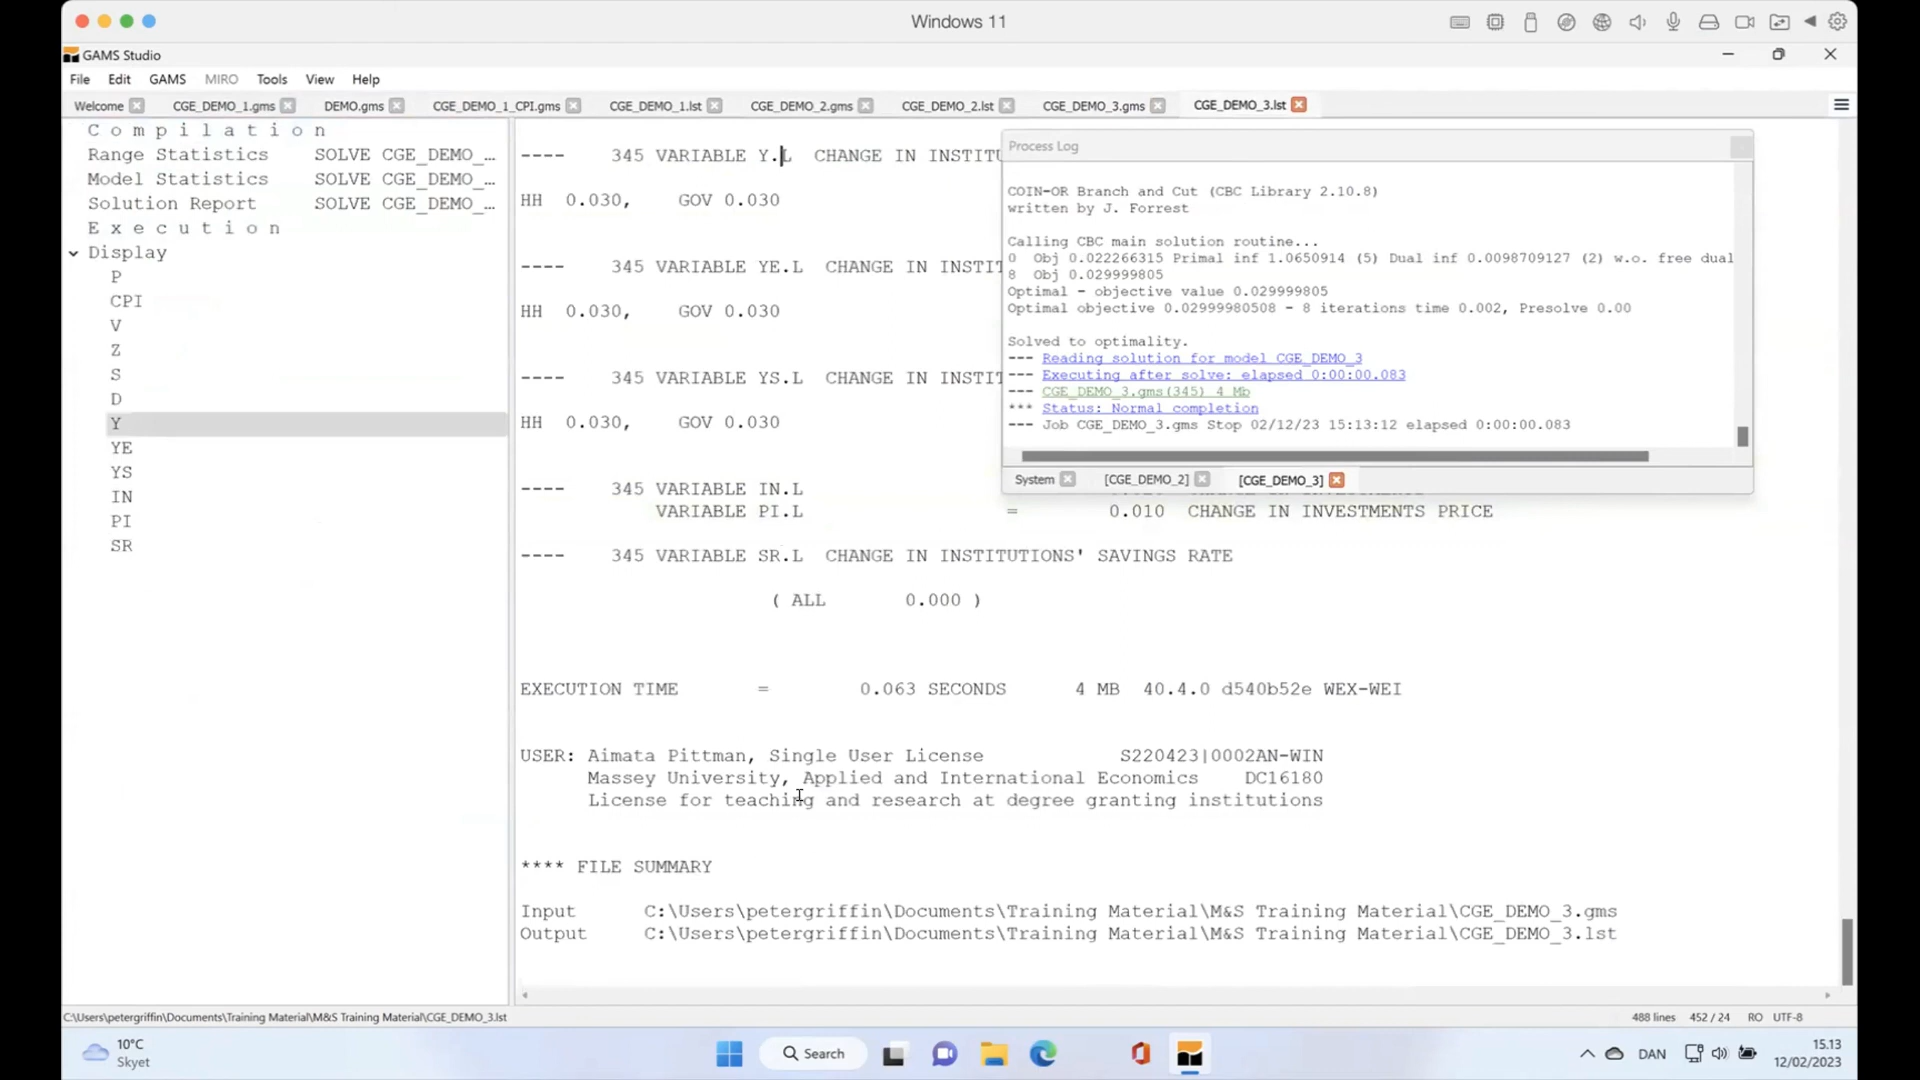 Windows 11
GAMS Studio
File Edit GAMS MIRO Tools View Help
Welcome CGE_DEMO_1.gms DEMO.gms CGE_DEMO_1_CPI.gms CGE_DEMO_1.lst CGE_DEMO_2.gms CGE_DEMO_2.lst CGE_DEMO_3.gms CGE_DEMO_3.lst
C o m p i l a t i o n
Range Statistics SOLVE CGE_DEMO_…
Model Statistics SOLVE CGE_DEMO_…
Solution Report SOLVE CGE_DEMO_…
E x e c u t i o n
Display
P
CPI
V
Z
S
D
Y
YE
YS
IN
PI
SR
---- 345 VARIABLE Y.L CHANGE IN INSTITU
HH 0.030, GOV 0.030
---- 345 VARIABLE YE.L CHANGE IN INSTIT
HH 0.030, GOV 0.030
---- 345 VARIABLE YS.L CHANGE IN INSTIT
HH 0.030, GOV 0.030
---- 345 VARIABLE IN.L
VARIABLE PI.L = 0.010 CHANGE IN INVESTMENTS PRICE
---- 345 VARIABLE SR.L CHANGE IN INSTITUTIONS' SAVINGS RATE
( ALL 0.000 )
EXECUTION TIME = 0.063 SECONDS 4 MB 40.4.0 d540b52e WEX-WEI
USER: Aimata Pittman, Single User License S220423|0002AN-WIN
Massey University, Applied and International Economics DC16180
License for teaching and research at degree granting institutions
**** FILE SUMMARY
Input C:\Users\petergriffin\Documents\Training Material\M&S Training Material\CGE_DEMO_3.gms
Output C:\Users\petergriffin\Documents\Training Material\M&S Training Material\CGE_DEMO_3.lst
Process Log
COIN-OR Branch and Cut (CBC Library 2.10.8)
written by J. Forrest
Calling CBC main solution routine...
0 Obj 0.022266315 Primal inf 1.0650914 (5) Dual inf 0.0098709127 (2) w.o. free dual
8 Obj 0.029999805
Optimal - objective value 0.029999805
Optimal objective 0.02999980508 - 8 iterations time 0.002, Presolve 0.00
Solved to optimality.
--- Reading solution for model CGE_DEMO_3
--- Executing after solve: elapsed 0:00:00.083
--- CGE_DEMO_3.gms(345) 4 Mb
*** Status: Normal completion
--- Job CGE_DEMO_3.gms Stop 02/12/23 15:13:12 elapsed 0:00:00.083
System [CGE_DEMO_2] [CGE_DEMO_3]
C:\Users\petergriffin\Documents\Training Material\M&S Training Material\CGE_DEMO_3.lst 488 lines 452 / 24 RO UTF-8
10°C
Skyet
Search
DAN
15.13
12/02/2023